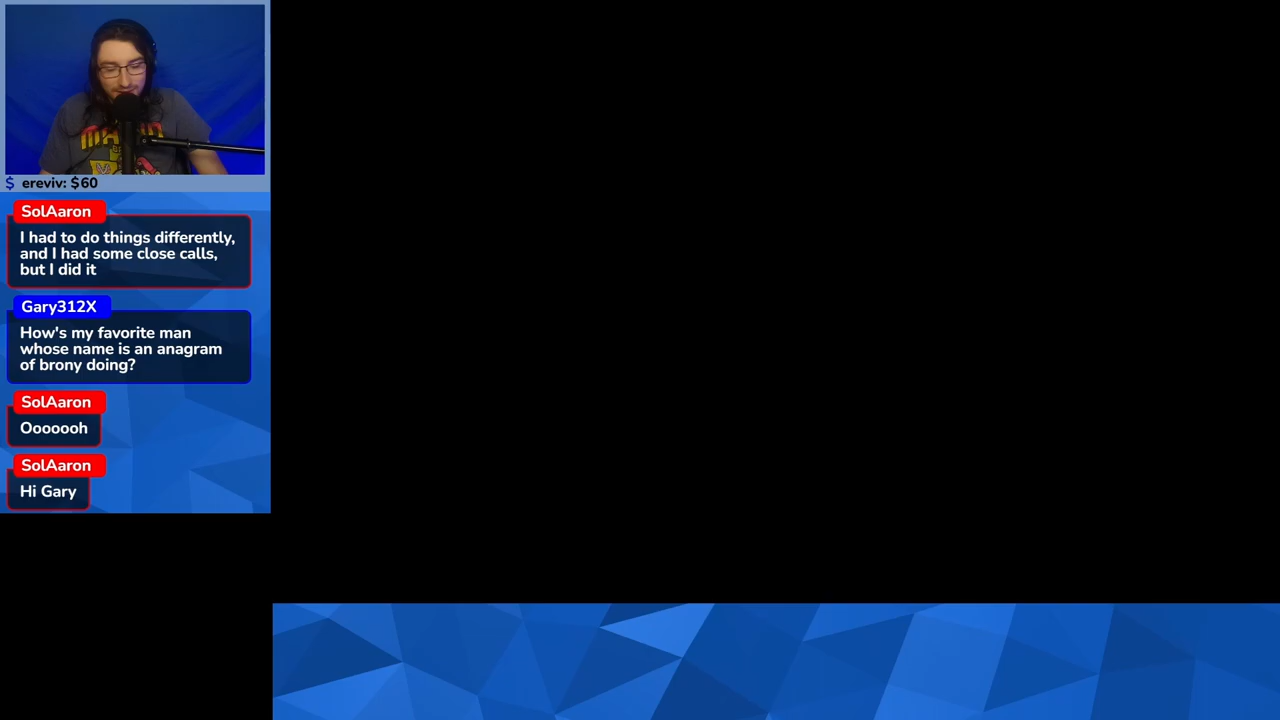 $ ereviv: $60
SolAaron
I had to do things differently,
and I had some close calls,
but I did it
Gary312X
How's my favorite man
whose name is an anagram
of brony doing?
SolAaron
Ooooooh
SolAaron
Hi Gary